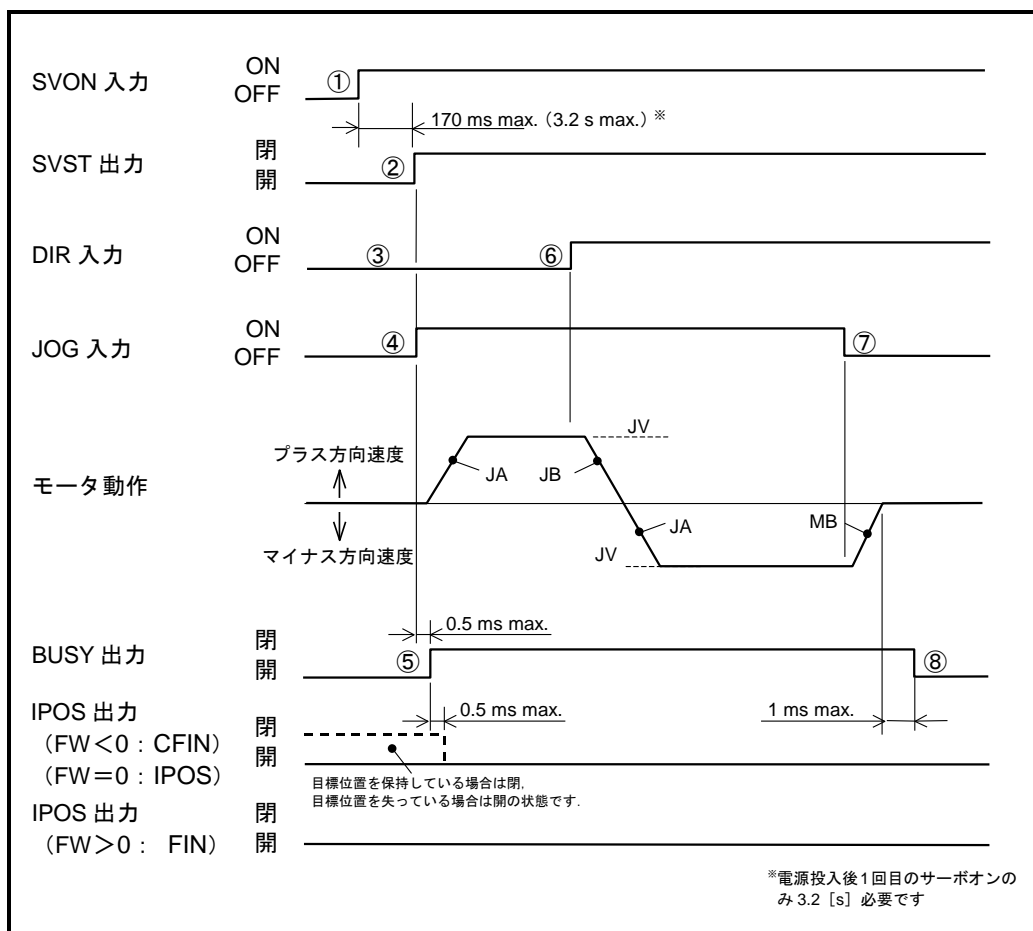 SVON 入力
ON
OFF
①
170 ms max.（3.2 s max.）※
SVST 出力
閉
開
②
DIR 入力
ON
OFF
③
⑥
JOG 入力
ON
OFF
④
⑦
モータ動作
プラス方向速度
マイナス方向速度
JA
JB
JV
JA
JV
MB
0.5 ms max.
BUSY 出力
閉
開
⑤
⑧
0.5 ms max.
1 ms max.
IPOS 出力
（FW＜0：CFIN）
（FW＝0：IPOS）
閉
開
目標位置を保持している場合は閉,
目標位置を失っている場合は開の状態です.
IPOS 出力
（FW＞0： FIN）
閉
開
※電源投入後1回目のサーボオンの
み 3.2［s］必要です